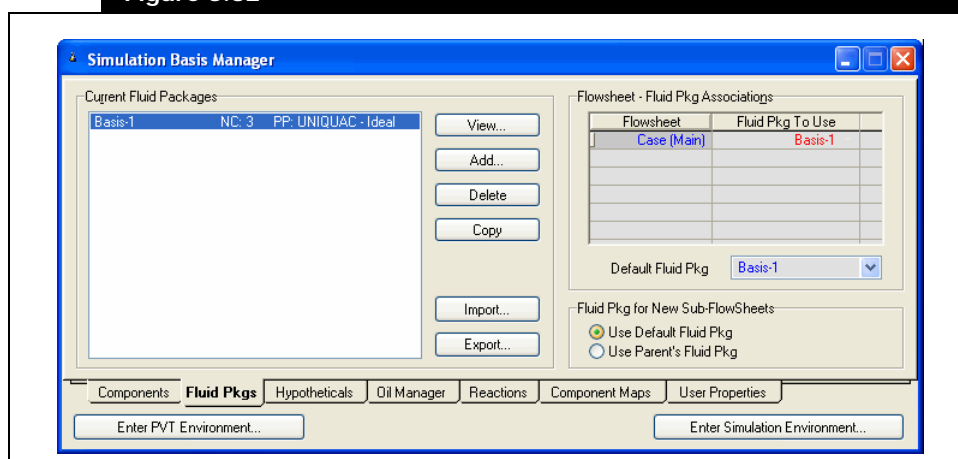 Simulation Basis Manager
Current Fluid Packages
Basis-1 NC: 3 PP: UNIQUAC - Ideal
View...
Add...
Delete
Copy
Import...
Export...
Flowsheet - Fluid Pkg Associations
Flowsheet Fluid Pkg To Use
Case (Main) Basis-1
Default Fluid Pkg Basis-1
Fluid Pkg for New Sub-FlowSheets
Use Default Fluid Pkg
Use Parent's Fluid Pkg
Components Fluid Pkgs Hypotheticals Oil Manager Reactions Component Maps User Properties
Enter PVT Environment... Enter Simulation Environment...